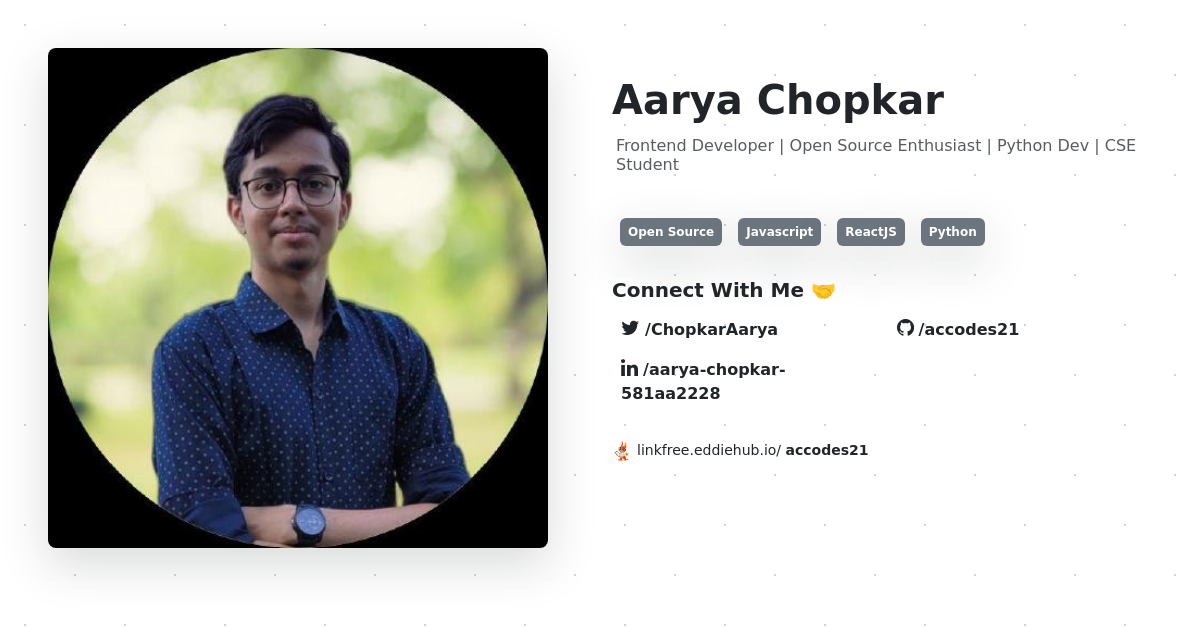 Aarya Chopkar
Frontend Developer | Open Source Enthusiast | Python Dev | CSE
Student
Open Source Javascript ReactJS Python
Connect With Me 🤝
/ChopkarAarya /accodes21
/aarya-chopkar-
581aa2228
linkfree.eddiehub.io/ accodes21